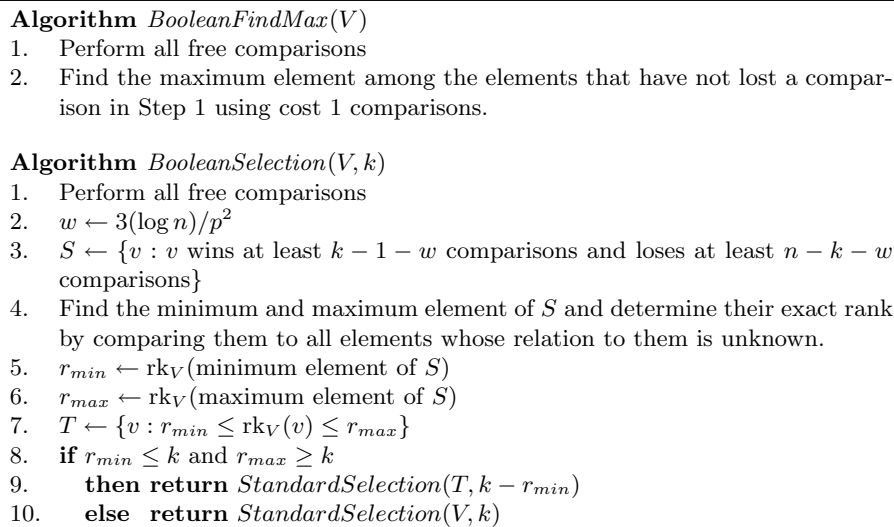 Algorithm BooleanFindMax(V)
1. Perform all free comparisons
2. Find the maximum element among the elements that have not lost a compar-
ison in Step 1 using cost 1 comparisons.
Algorithm BooleanSelection(V, k)
1. Perform all free comparisons
2. w ← 3(log n)/p²
3. S ← {v : v wins at least k − 1 − w comparisons and loses at least n − k − w
comparisons}
4. Find the minimum and maximum element of S and determine their exact rank
by comparing them to all elements whose relation to them is unknown.
5. r_min ← rk_V(minimum element of S)
6. r_max ← rk_V(maximum element of S)
7. T ← {v : r_min ≤ rk_V(v) ≤ r_max}
8. if r_min ≤ k and r_max ≥ k
9. then return StandardSelection(T, k − r_min)
10. else return StandardSelection(V, k)